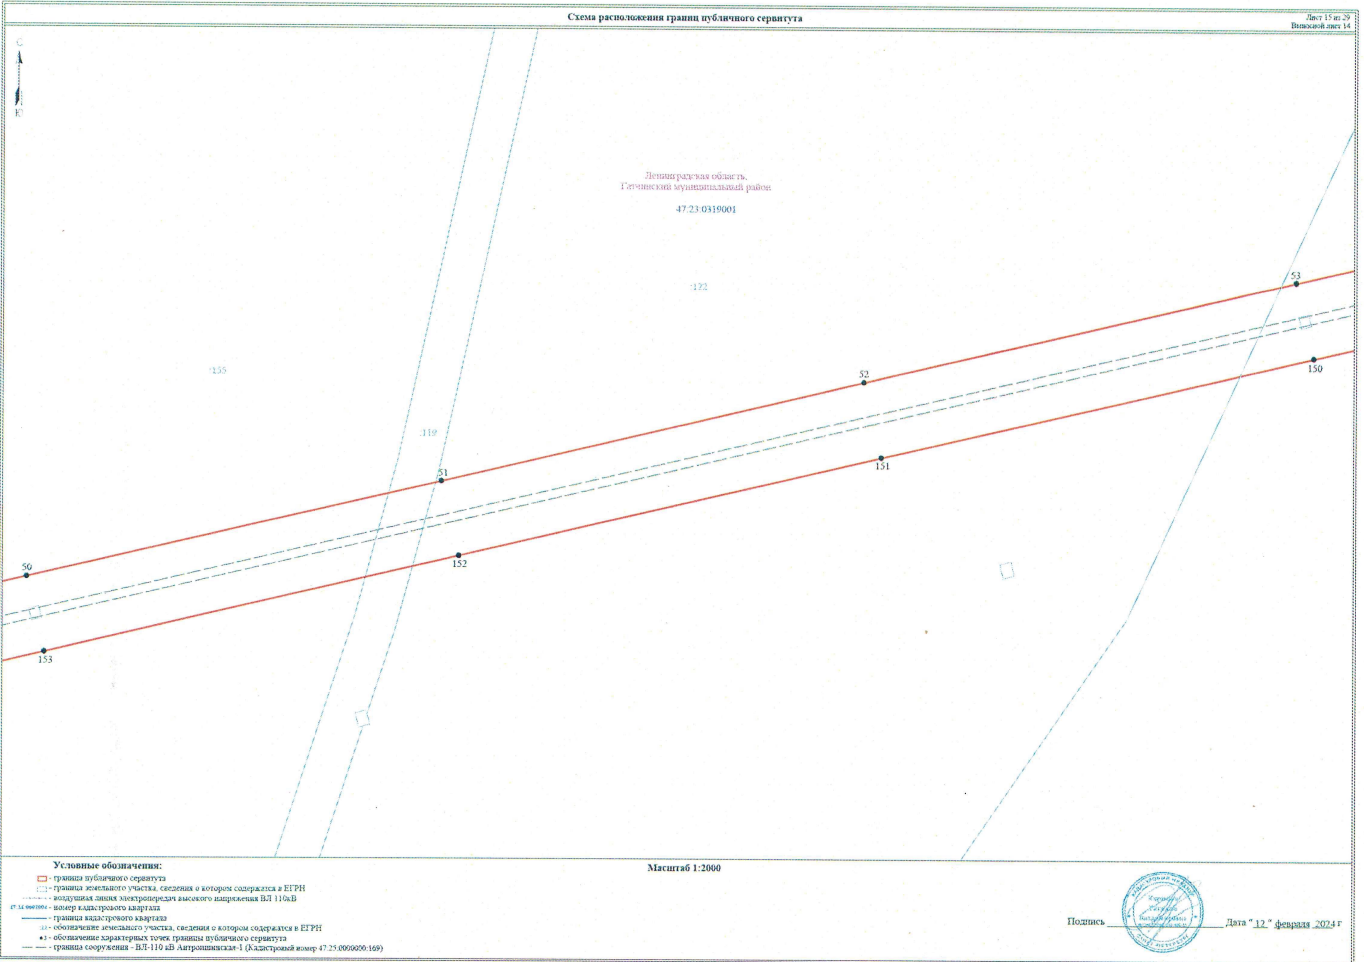 Схема расположения границ публичного сервитута
Лист 15 из 29
Выносной лист 14
С
Ю
Ленинградская область,
Гатчинский муниципальный район
47:23:0319001
:122
53
:155
52
150
:119
51
151
50
152
153
Условные обозначения:
- граница публичного сервитута
- граница земельного участка, сведения о котором содержатся в ЕГРН
- воздушная линия электропередач высокого напряжения ВЛ 110кВ
- номер кадастрового квартала
- граница кадастрового квартала
- обозначение земельного участка, сведения о котором содержатся в ЕГРН
- обозначение характерных точек границы публичного сервитута
- граница сооружения - ВЛ-110 кВ Антропшинская-1 (Кадастровый номер 47:23:0000000:169)
Масштаб 1:2000
Подпись
Дата " 12 " февраля 2024 г